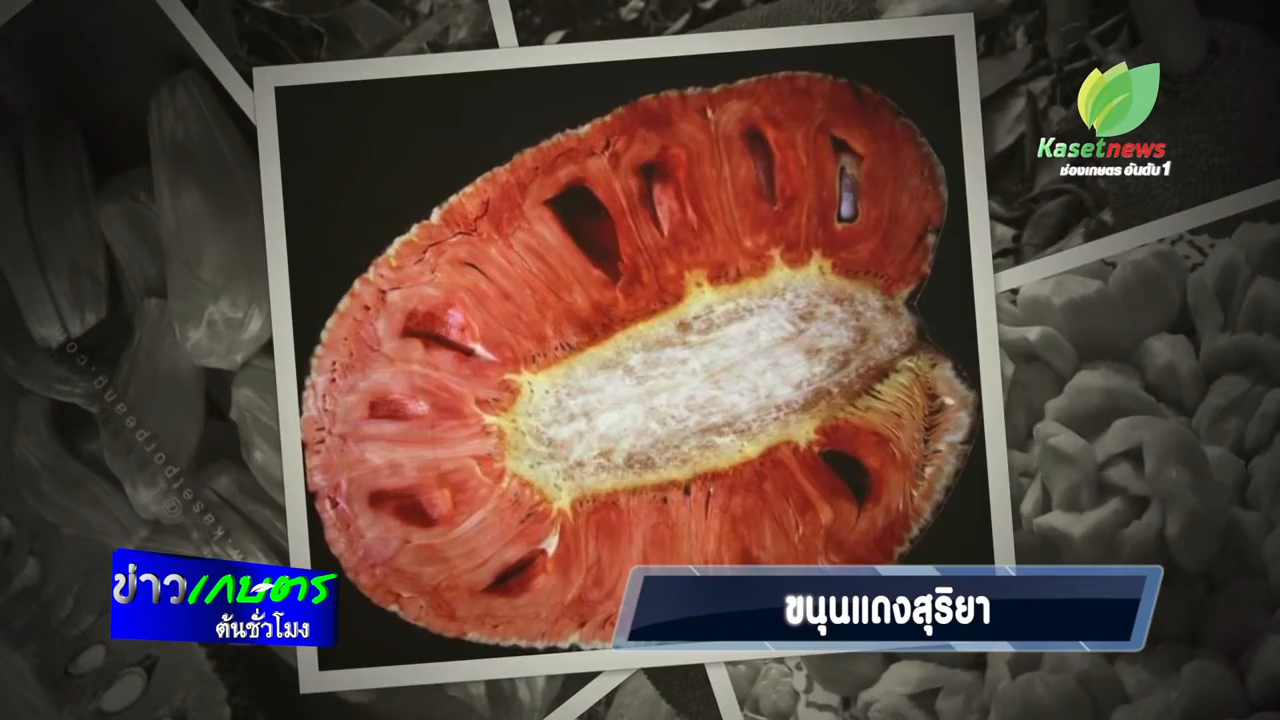 Kasetnews
ช่องเกษตร อันดับ 1
ข่าวเกษตร
ต้นชั่วโมง
ขนุนแดงสุริยา